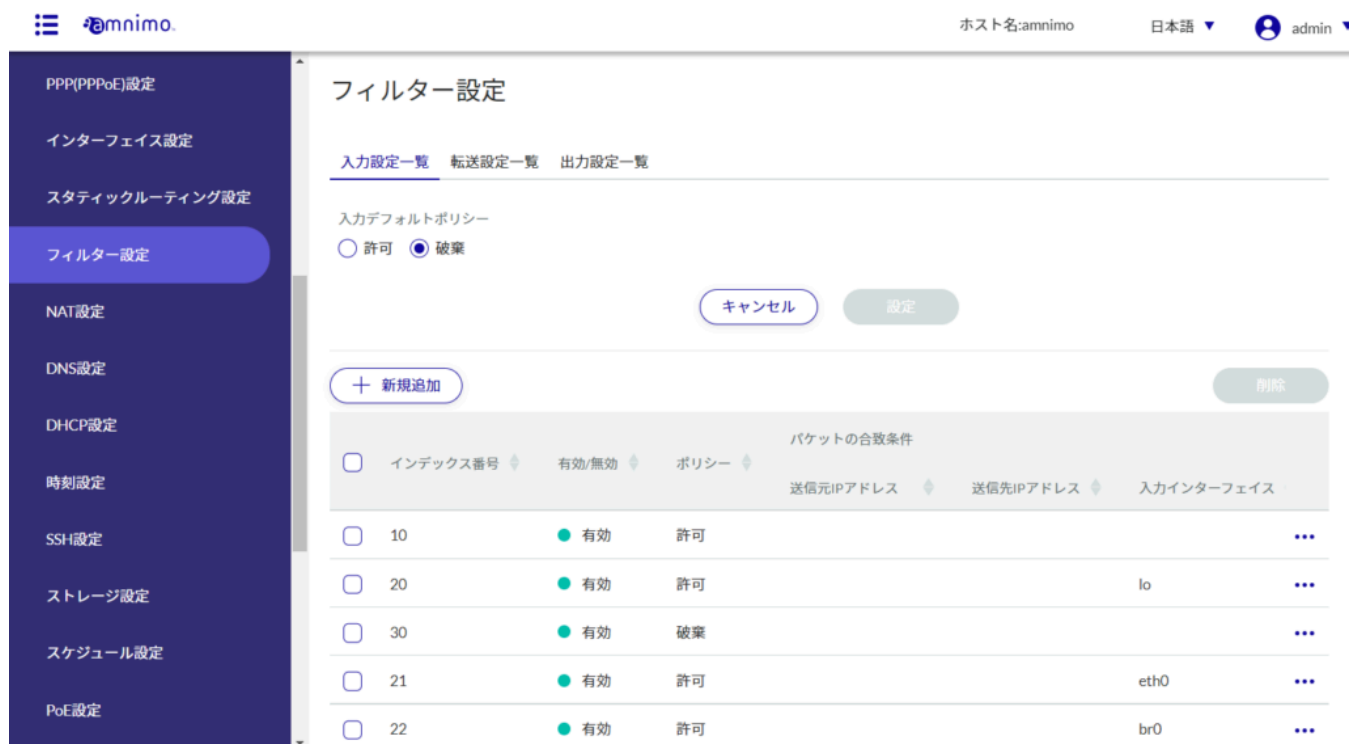 amnimo
ホスト名:amnimo
日本語
admin
PPP(PPPoE)設定
インターフェイス設定
スタティックルーティング設定
フィルター設定
NAT設定
DNS設定
DHCP設定
時刻設定
SSH設定
ストレージ設定
スケジュール設定
PoE設定
フィルター設定
入力設定一覧 転送設定一覧 出力設定一覧
入力デフォルトポリシー
許可 破棄
キャンセル 設定
新規追加 削除
パケットの合致条件
インデックス番号 有効/無効 ポリシー
送信元IPアドレス 送信先IPアドレス 入力インターフェイス
10 有効 許可
20 有効 許可 lo
30 有効 破棄
21 有効 許可 eth0
22 有効 許可 br0